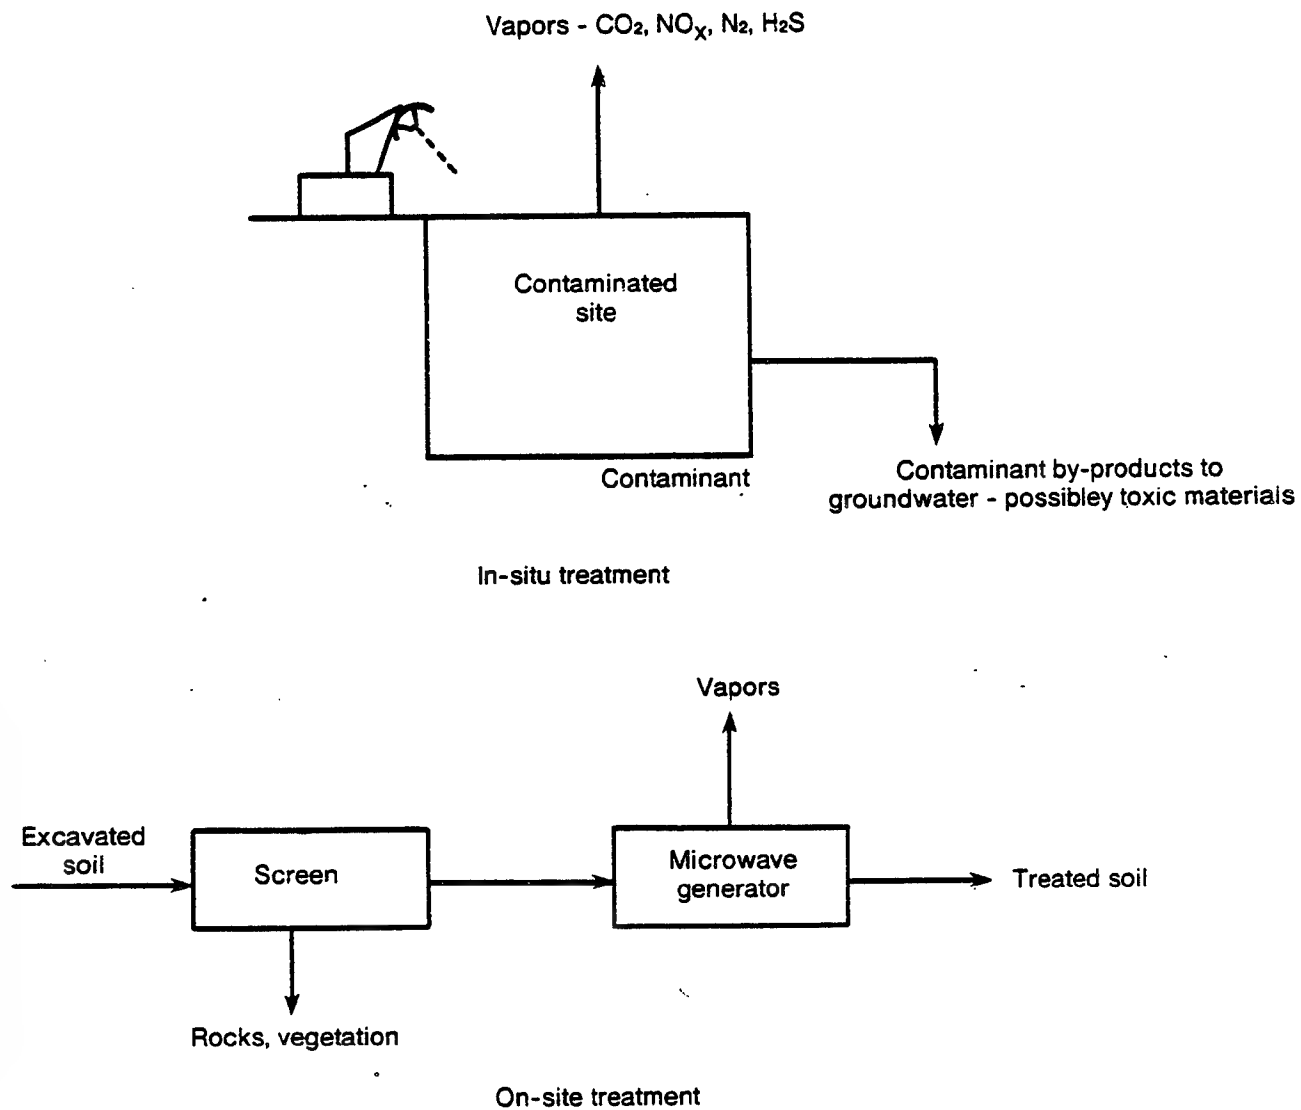 Vapors - CO₂, NOₓ, N₂, H₂S
Contaminated
site
Contaminant
Contaminant by-products to
groundwater - possibley toxic materials
In-situ treatment
Vapors
Excavated
soil
Screen
Microwave
generator
Treated soil
Rocks, vegetation
On-site treatment